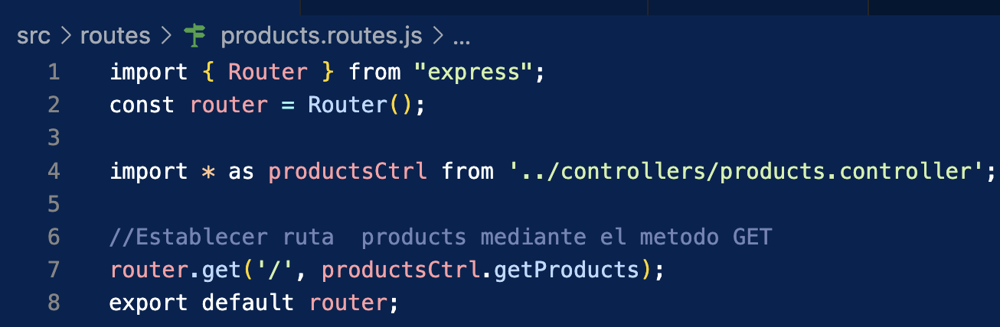 src > routes > products.routes.js > ...
1 import { Router } from "express";
2 const router = Router();
3
4 import * as productsCtrl from '../controllers/products.controller';
5
6 //Establecer ruta  products mediante el metodo GET
7 router.get('/', productsCtrl.getProducts);
8 export default router;